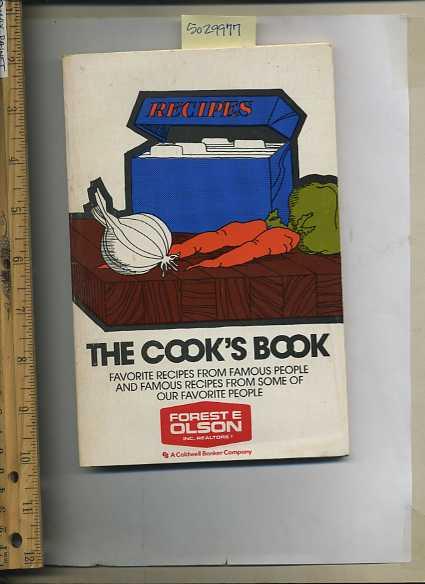 5029977
RECIPES
THE COOK'S BOOK
FAVORITE RECIPES FROM FAMOUS PEOPLE
AND FAMOUS RECIPES FROM SOME OF
OUR FAVORITE PEOPLE
FOREST E
OLSON
INC. REALTORS®
A Coldwell Banker Company